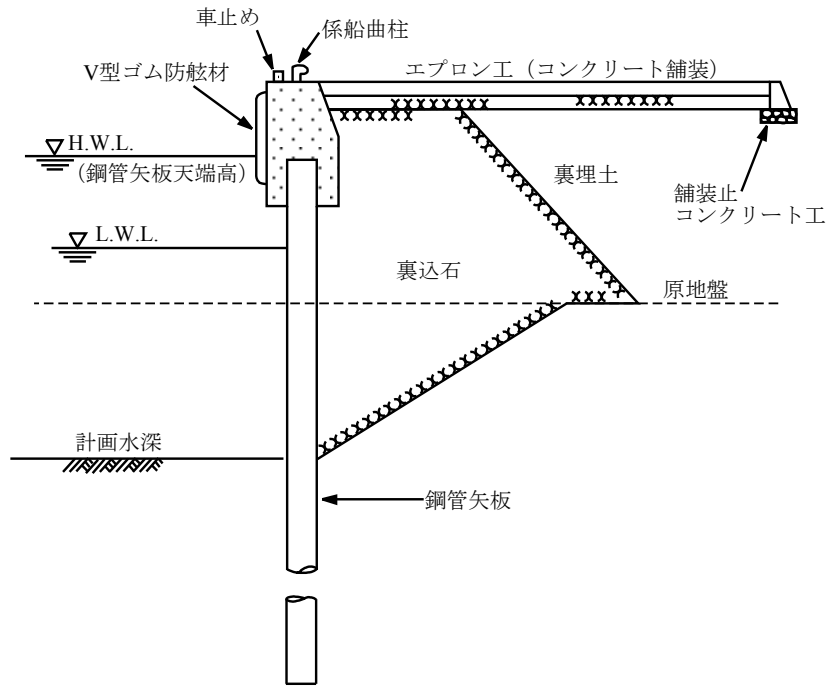 車止め
係船曲柱
V型ゴム防舷材
エプロン工（コンクリート舗装）
H.W.L.
（鋼管矢板天端高）
裏埋土
舗装止
コンクリート工
L.W.L.
裏込石
原地盤
計画水深
鋼管矢板